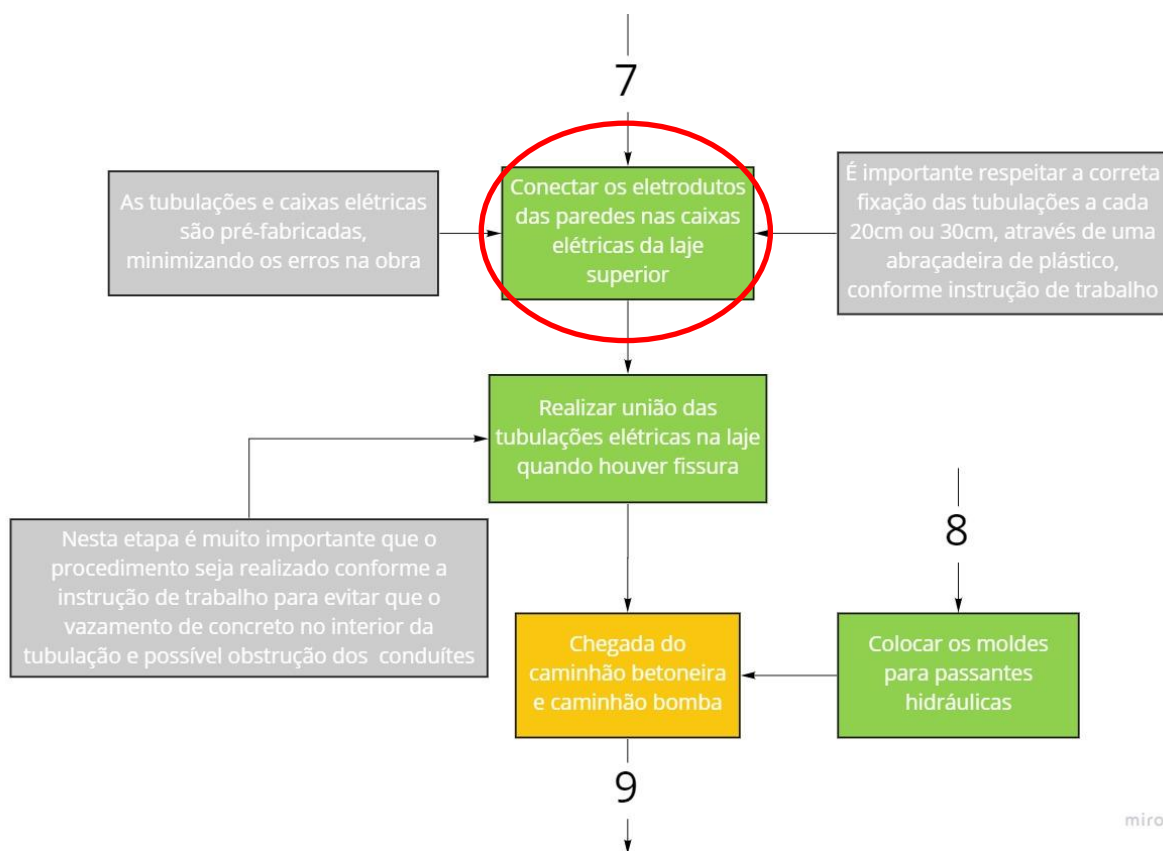 7
As tubulações e caixas elétricas
são pré-fabricadas,
minimizando os erros na obra
Conectar os eletrodutos
das paredes nas caixas
elétricas da laje
superior
É importante respeitar a correta
fixação das tubulações a cada
20cm ou 30cm, através de uma
abraçadeira de plástico,
conforme instrução de trabalho
Realizar união das
tubulações elétricas na laje
quando houver fissura
Nesta etapa é muito importante que o
procedimento seja realizado conforme a
instrução de trabalho para evitar que o
vazamento de concreto no interior da
tubulação e possível obstrução dos conduítes
8
Chegada do
caminhão betoneira
e caminhão bomba
Colocar os moldes
para passantes
hidráulicas
9
miro